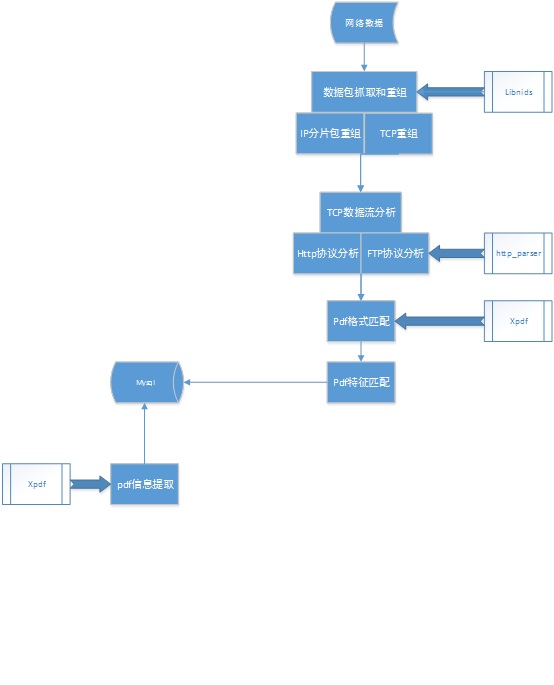 网络数据
数据包抓取和重组
Libnids
IP分片包重组
TCP重组
TCP数据流分析
Http协议分析
FTP协议分析
http_parser
Pdf格式匹配
Xpdf
Mysql
Pdf特征匹配
Xpdf
pdf信息提取